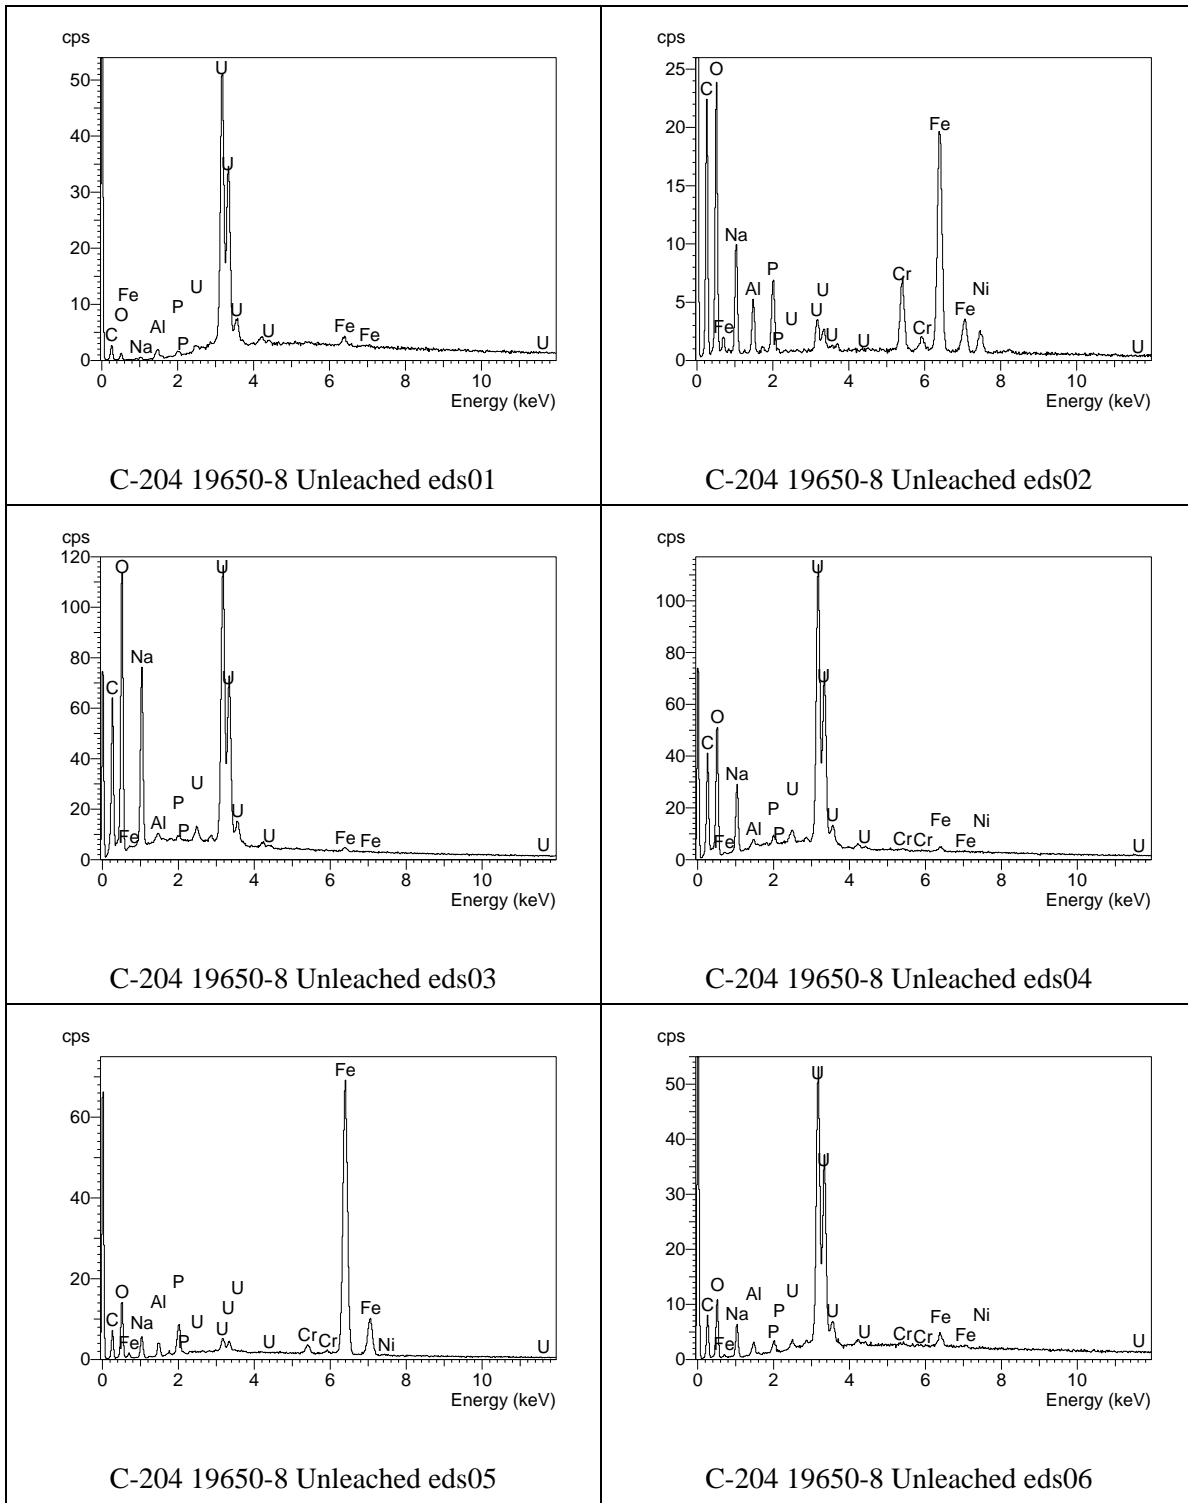 cps
50
40
30
20
10
0
U
U
U
Fe
O
P
Al
C
Na
P
U
U
Fe
Fe
U
0 2 4 6 8 10
Energy (keV)
C-204 19650-8 Unleached eds01
cps
25
20
15
10
5
0
O
C
Fe
Na
Al
P
U
U
Ni
U
P
Fe
U
U
Cr
Cr
Fe
U
0 2 4 6 8 10
Energy (keV)
C-204 19650-8 Unleached eds02
cps
120
100
80
60
40
20
0
O
U
C
Na
U
U
P
Fe
Al
P
U
U
Fe
Fe
U
0 2 4 6 8 10
Energy (keV)
C-204 19650-8 Unleached eds03
cps
100
80
60
40
20
0
U
U
O
C
Na
U
P
U
Fe
Al
P
U
Cr
Cr
Fe
Fe
Ni
U
0 2 4 6 8 10
Energy (keV)
C-204 19650-8 Unleached eds04
cps
60
40
20
0
Fe
P
U
O
Al
U
C
Na
U
Fe
Fe
P
U
U
Cr
Cr
Ni
U
0 2 4 6 8 10
Energy (keV)
C-204 19650-8 Unleached eds05
cps
50
40
30
20
10
0
U
U
O
Al
U
C
Na
P
U
Fe
Ni
Fe
P
U
Cr
Cr
Fe
U
0 2 4 6 8 10
Energy (keV)
C-204 19650-8 Unleached eds06